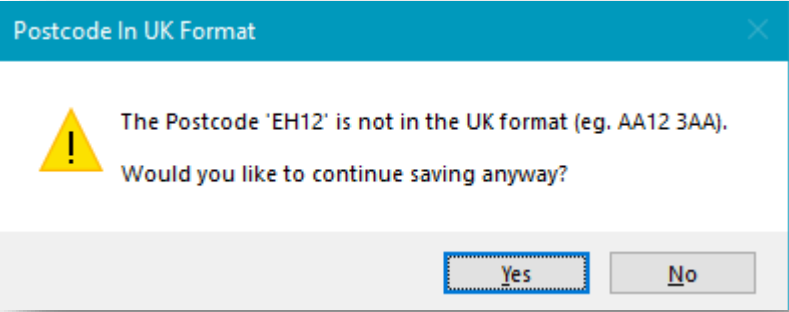 Postcode In UK Format
The Postcode 'EH12' is not in the UK format (eg. AA12 3AA).
Would you like to continue saving anyway?
Yes
No